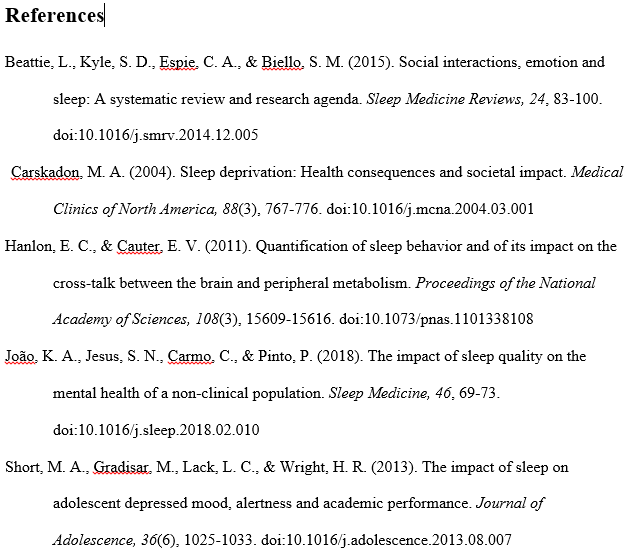 References
Beattie, L., Kyle, S. D., Espie, C. A., & Biello, S. M. (2015). Social interactions, emotion and
sleep: A systematic review and research agenda. Sleep Medicine Reviews, 24, 83-100.
doi:10.1016/j.smrv.2014.12.005
Carskadon, M. A. (2004). Sleep deprivation: Health consequences and societal impact. Medical
Clinics of North America, 88(3), 767-776. doi:10.1016/j.mcna.2004.03.001
Hanlon, E. C., & Cauter, E. V. (2011). Quantification of sleep behavior and of its impact on the
cross-talk between the brain and peripheral metabolism. Proceedings of the National
Academy of Sciences, 108(3), 15609-15616. doi:10.1073/pnas.1101338108
João, K. A., Jesus, S. N., Carmo, C., & Pinto, P. (2018). The impact of sleep quality on the
mental health of a non-clinical population. Sleep Medicine, 46, 69-73.
doi:10.1016/j.sleep.2018.02.010
Short, M. A., Gradisar, M., Lack, L. C., & Wright, H. R. (2013). The impact of sleep on
adolescent depressed mood, alertness and academic performance. Journal of
Adolescence, 36(6), 1025-1033. doi:10.1016/j.adolescence.2013.08.007